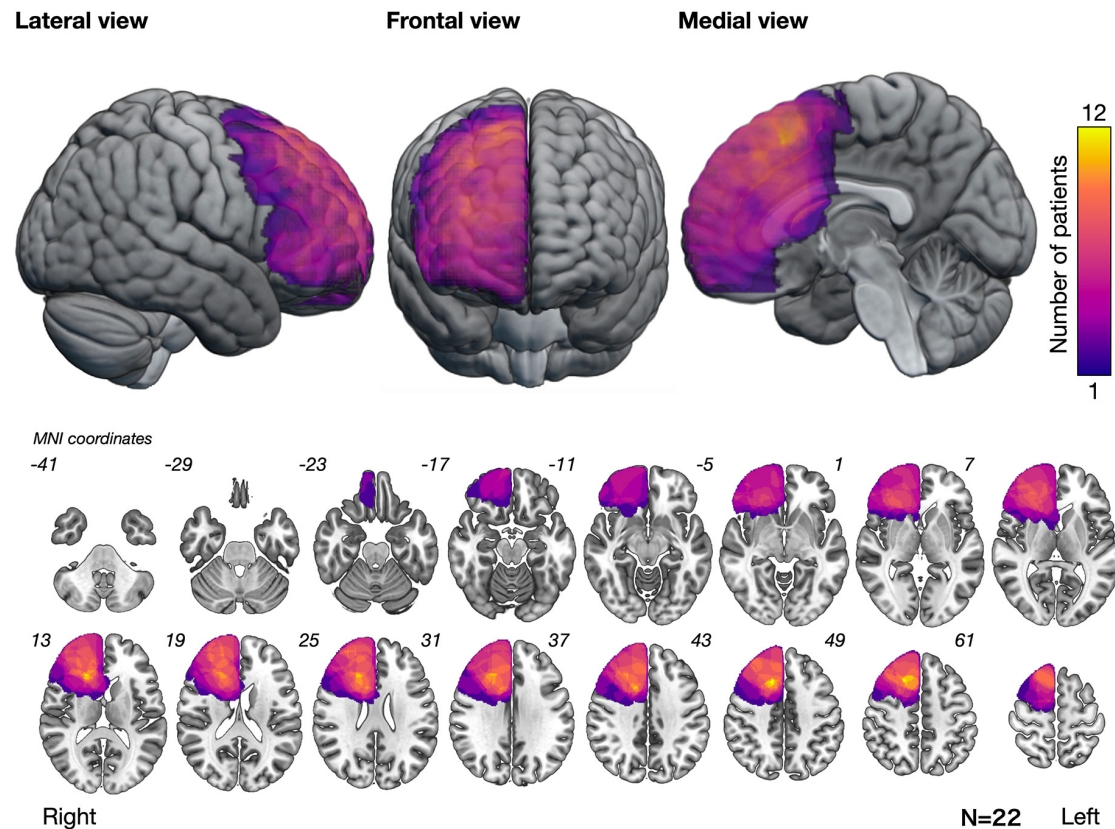 Lateral view
Frontal view
Medial view
12
Number of patients
1
MNI coordinates
-41
-29
-23
-17
-11
-5
1
7
13
19
25
31
37
43
49
61
Right
N=22
Left